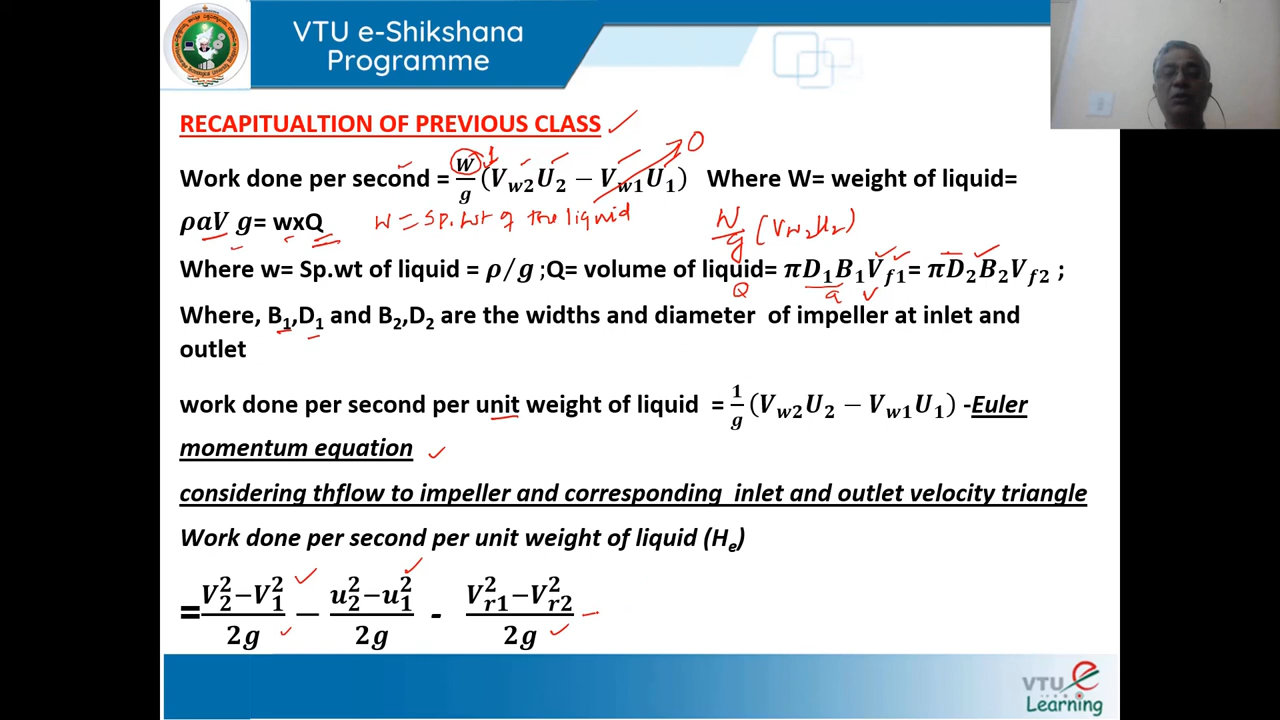 VTU e-Shikshana
Programme
RECAPITUALTION OF PREVIOUS CLASS
Work done per second = W/g (V_w2 U_2 − V_w1 U_1) Where W= weight of liquid=
1
0
ρaV g= wxQ
W = Sp. Wt of the liquid
W/g (V_w2 U_2)
Where w= Sp.wt of liquid = ρ/g ;Q= volume of liquid= πD_1B_1V_f1= πD_2B_2V_f2 ;
Q a
Where, B_1,D_1 and B_2,D_2 are the widths and diameter of impeller at inlet and
outlet
work done per second per unit weight of liquid = 1/g (V_w2 U_2 − V_w1 U_1) -Euler
momentum equation
considering thflow to impeller and corresponding inlet and outlet velocity triangle
Work done per second per unit weight of liquid (H_e)
=(V_2^2−V_1^2)/2g − (u_2^2−u_1^2)/2g - (V_r1^2−V_r2^2)/2g
VTU e
Learning